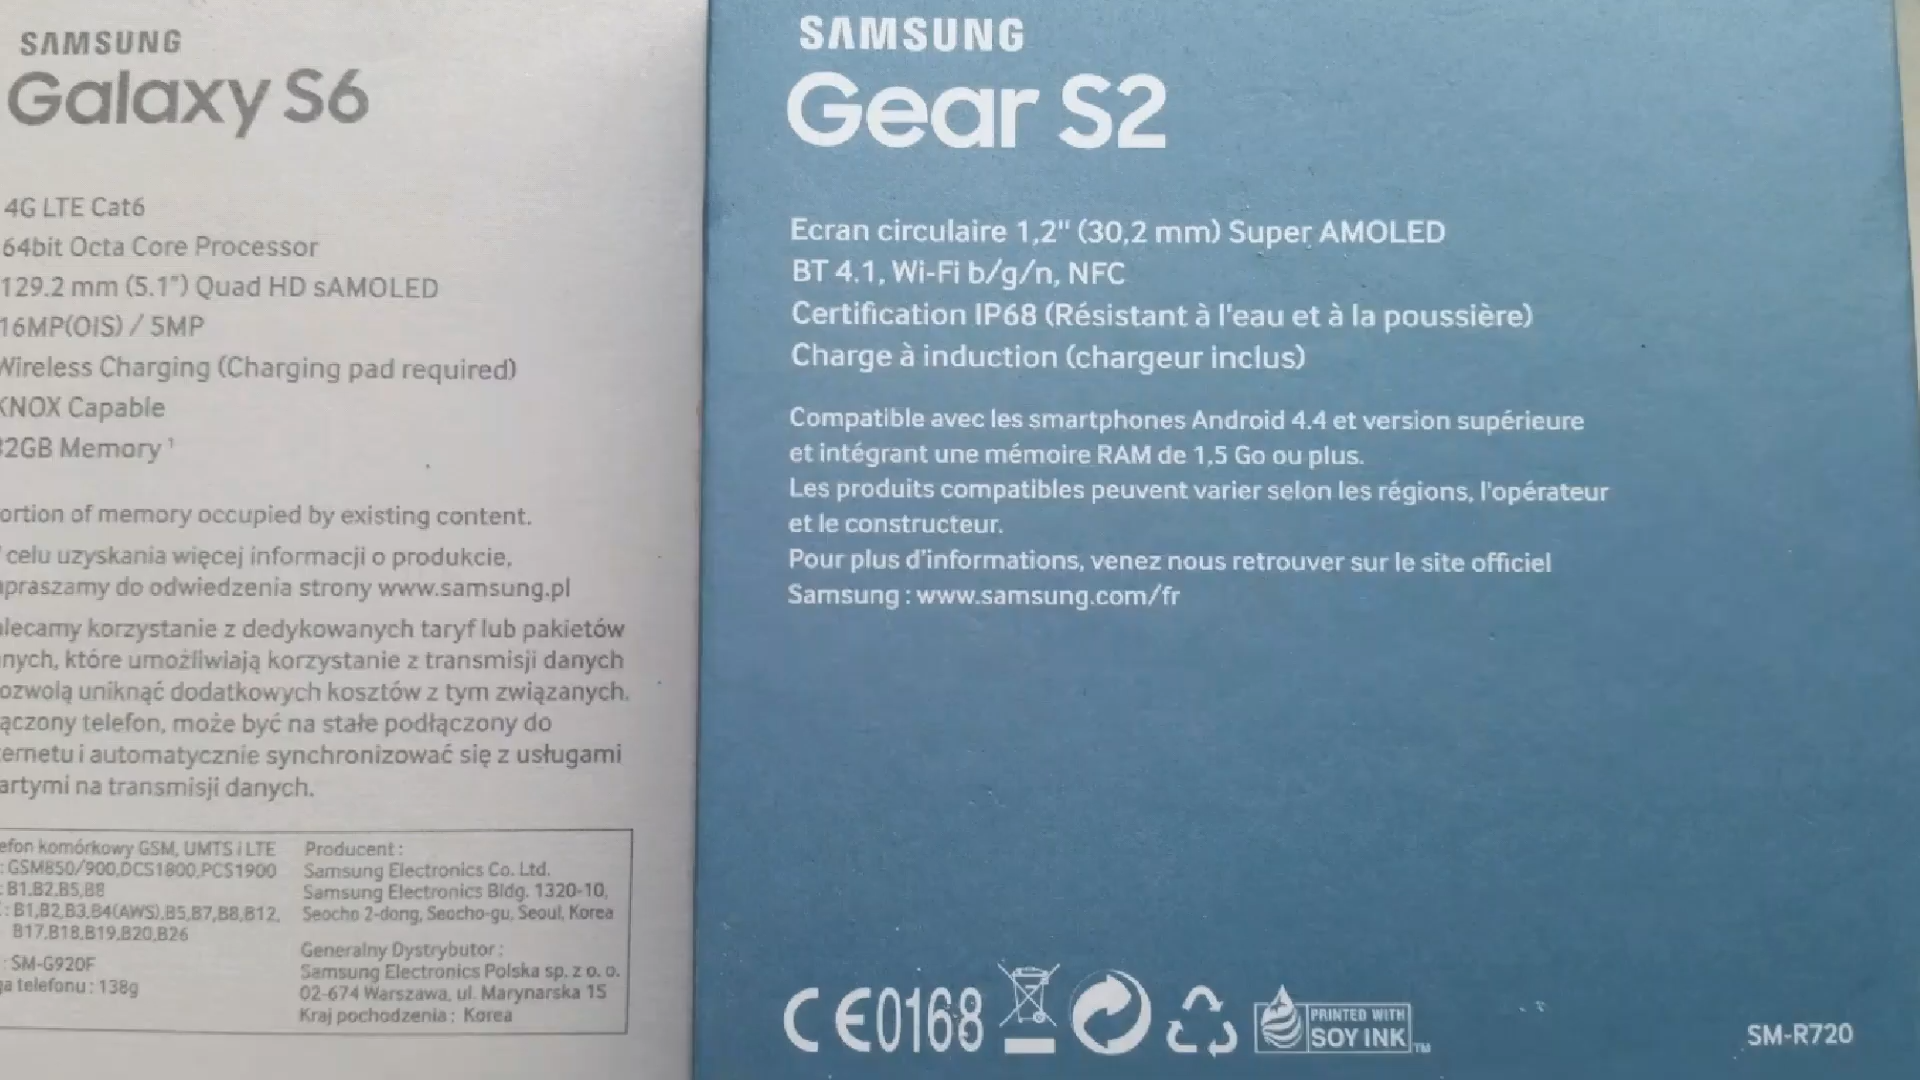 SAMSUNG
Galaxy S6
4G LTE Cat6
64bit Octa Core Processor
129.2 mm (5.1") Quad HD sAMOLED
16MP(OIS) / 5MP
Wireless Charging (Charging pad required)
KNOX Capable
32GB Memory ¹
ortion of memory occupied by existing content.
celu uzyskania więcej informacji o produkcie,
apraszamy do odwiedzenia strony www.samsung.pl
alecamy korzystanie z dedykowanych taryf lub pakietów
nych, które umożliwiają korzystanie z transmisji danych
ozwolą uniknąć dodatkowych kosztów z tym związanych.
ączony telefon, może być na stałe podłączony do
ernetu i automatycznie synchronizować się z usługami
artymi na transmisji danych.
efon komórkowy GSM, UMTS i LTE
: GSM850/900,DCS1800,PCS1900
: B1,B2,B5,B8
: B1,B2,B3,B4(AWS),B5,B7,B8,B12,
B17,B18,B19,B20,B26
: SM-G920F
ga telefonu : 138g
Producent :
Samsung Electronics Co. Ltd.
Samsung Electronics Bldg. 1320-10,
Seocho 2-dong, Seocho-gu, Seoul, Korea
Generalny Dystrybutor :
Samsung Electronics Polska sp. z o. o.
02-674 Warszawa, ul. Marynarska 15
Kraj pochodzenia : Korea
SAMSUNG
Gear S2
Ecran circulaire 1,2" (30,2 mm) Super AMOLED
BT 4.1, Wi-Fi b/g/n, NFC
Certification IP68 (Résistant à l'eau et à la poussière)
Charge à induction (chargeur inclus)
Compatible avec les smartphones Android 4.4 et version supérieure
et intégrant une mémoire RAM de 1,5 Go ou plus.
Les produits compatibles peuvent varier selon les régions, l'opérateur
et le constructeur.
Pour plus d'informations, venez nous retrouver sur le site officiel
Samsung : www.samsung.com/fr
CE0168
PRINTED WITH
SOY INK™
SM-R720